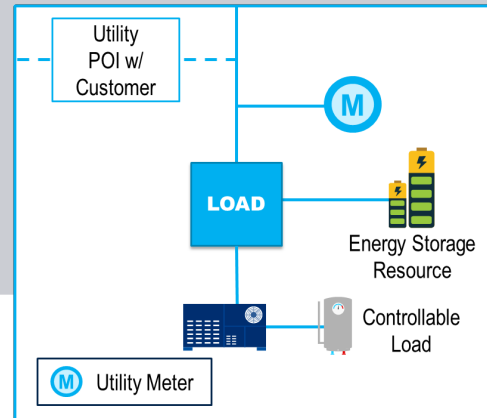 Utility
POI w/
Customer
M
LOAD
Energy Storage
Resource
Controllable
Load
M Utility Meter